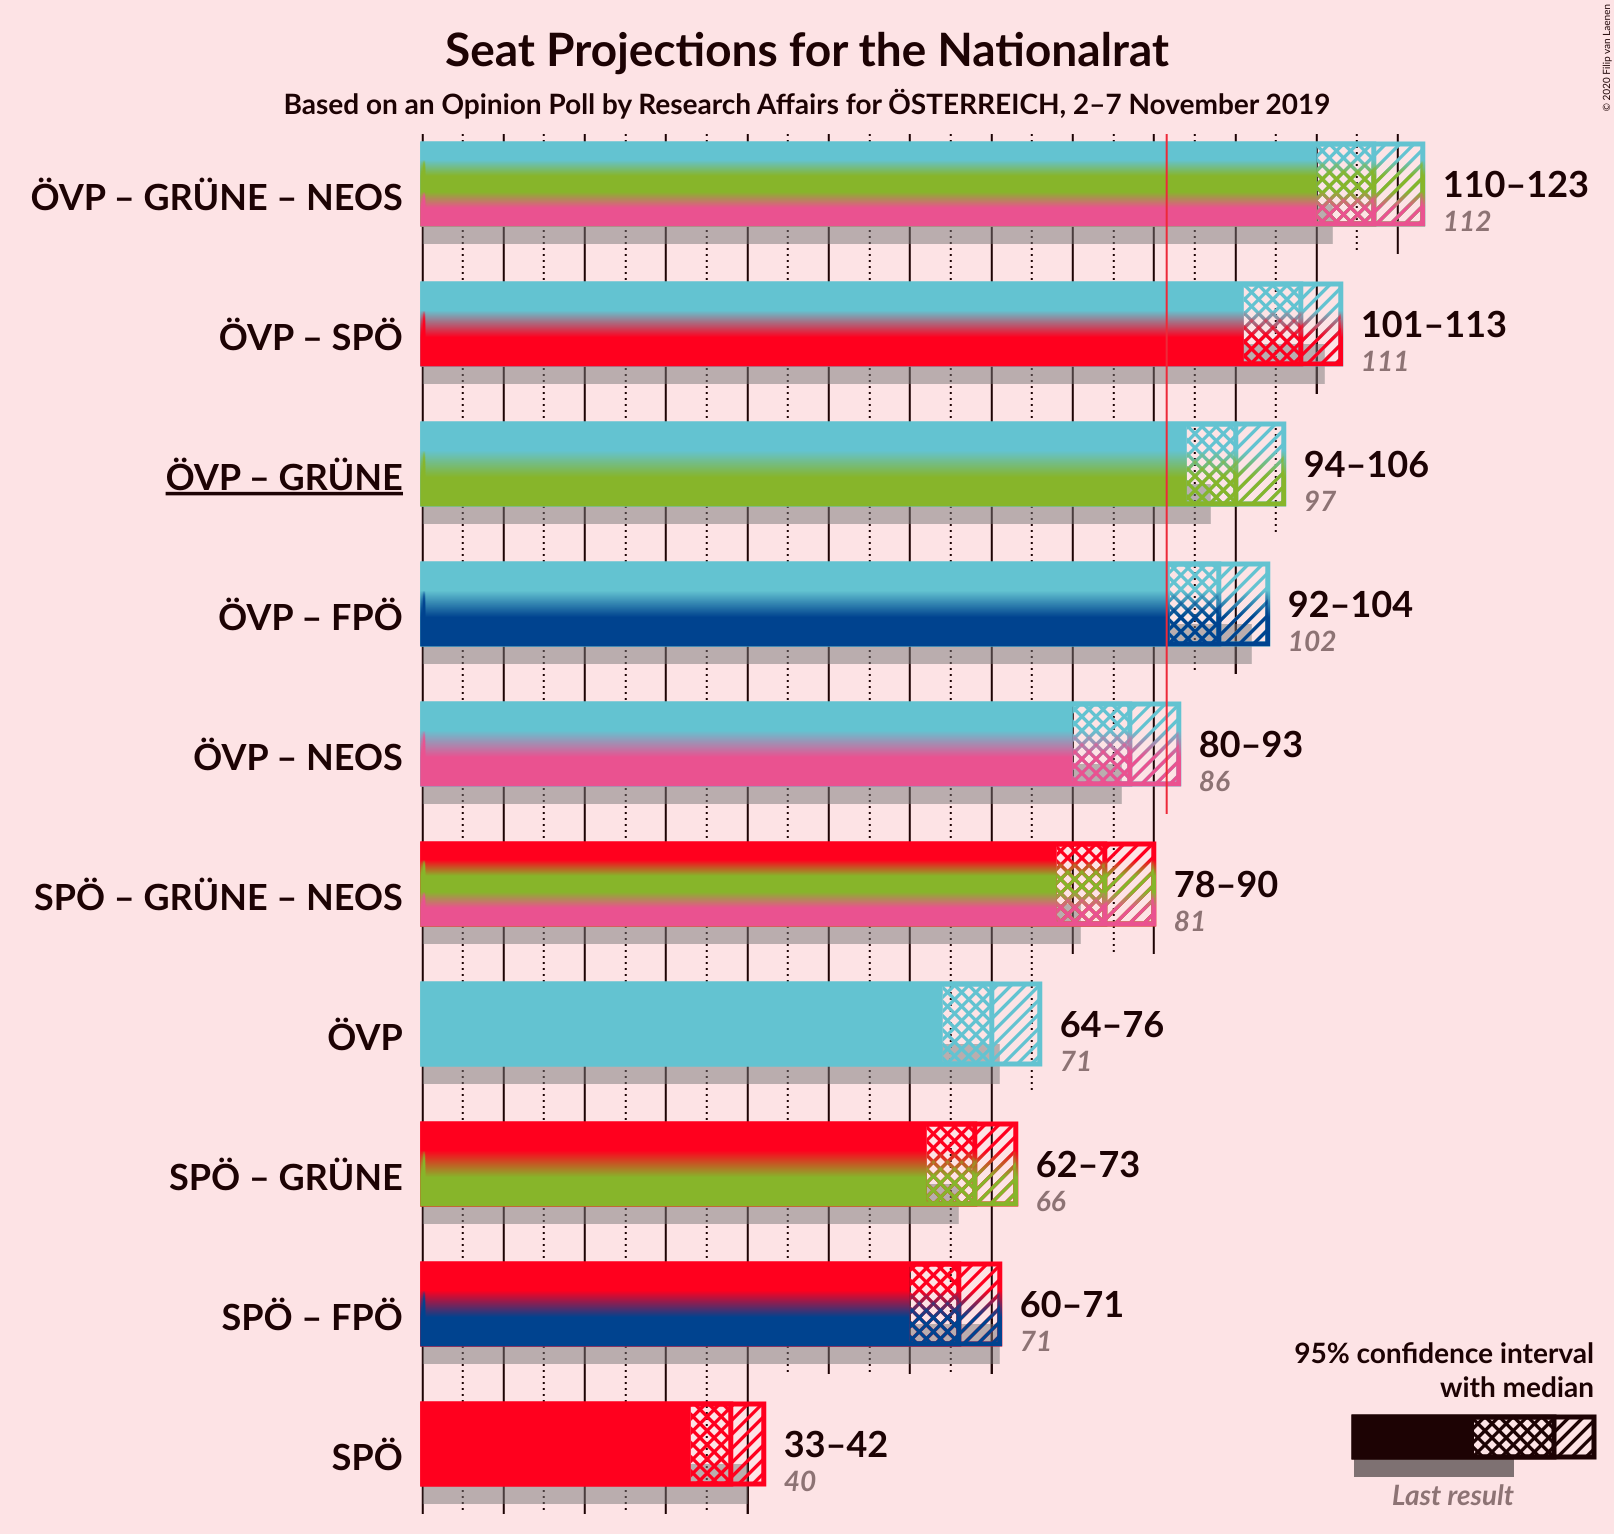 Seat Projections for the Nationalrat
Based on an Opinion Poll by Research Affairs for ÖSTERREICH, 2–7 November 2019
© 2020 Filip van Laenen
ÖVP – GRÜNE – NEOS
110–123
112
ÖVP – SPÖ
101–113
111
ÖVP – GRÜNE
94–106
97
ÖVP – FPÖ
92–104
102
ÖVP – NEOS
80–93
86
SPÖ – GRÜNE – NEOS
78–90
81
ÖVP
64–76
71
SPÖ – GRÜNE
62–73
66
SPÖ – FPÖ
60–71
71
SPÖ
33–42
40
95% confidence interval
with median
Last result